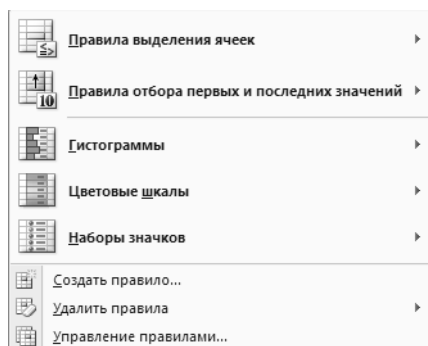 Правила выделения ячеек
Правила отбора первых и последних значений
Гистограммы
Цветовые шкалы
Наборы значков
Создать правило...
Удалить правила
Управление правилами...